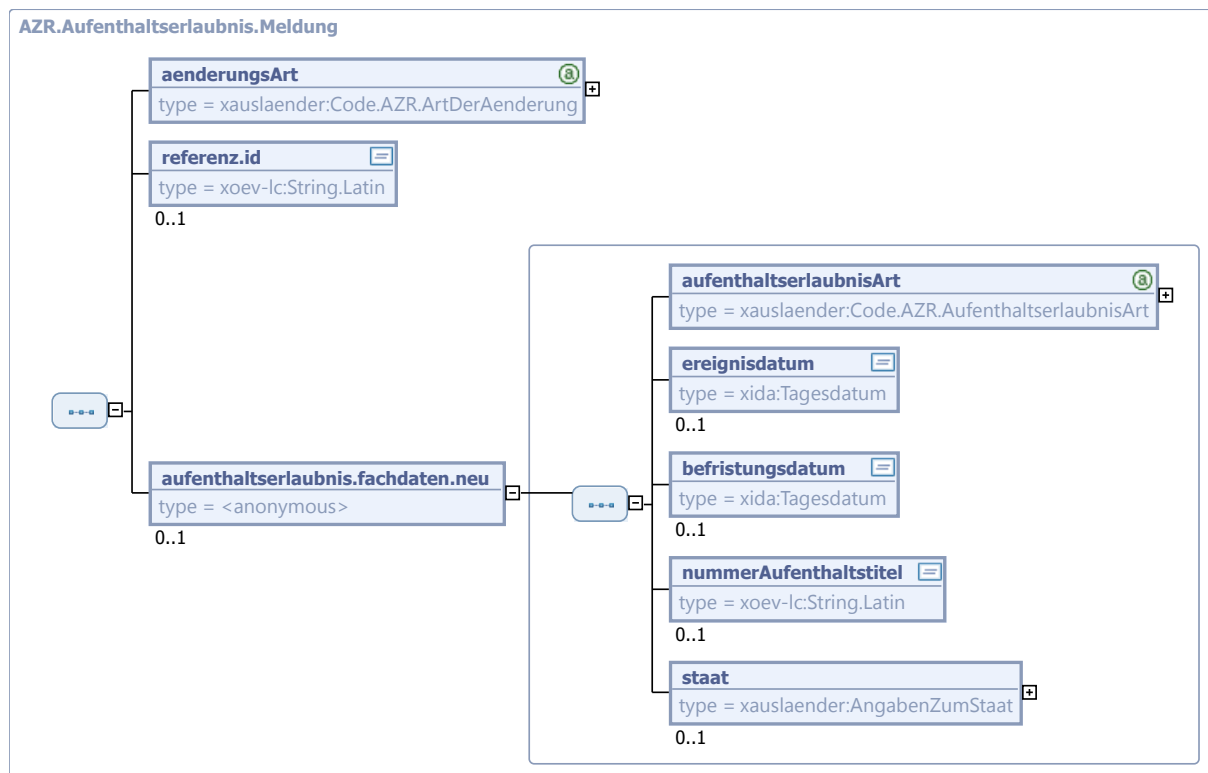 AZR.Aufenthaltserlaubnis.Meldung
aenderungsArt
type = xauslaender:Code.AZR.ArtDerAenderung
referenz.id
type = xoev-lc:String.Latin
0..1
aufenthaltserlaubnis.fachdaten.neu
type = <anonymous>
0..1
aufenthaltserlaubnisArt
type = xauslaender:Code.AZR.AufenthaltserlaubnisArt
ereignisdatum
type = xida:Tagesdatum
0..1
befristungsdatum
type = xida:Tagesdatum
0..1
nummerAufenthaltstitel
type = xoev-lc:String.Latin
0..1
staat
type = xauslaender:AngabenZumStaat
0..1